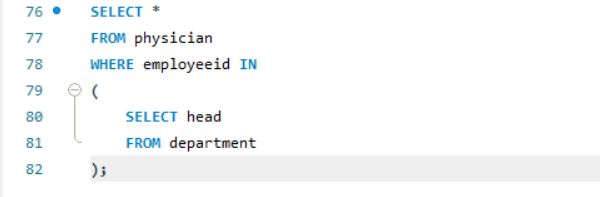 76 SELECT *
77 FROM physician
78 WHERE employeeid IN
79 (
80 SELECT head
81 FROM department
82 );